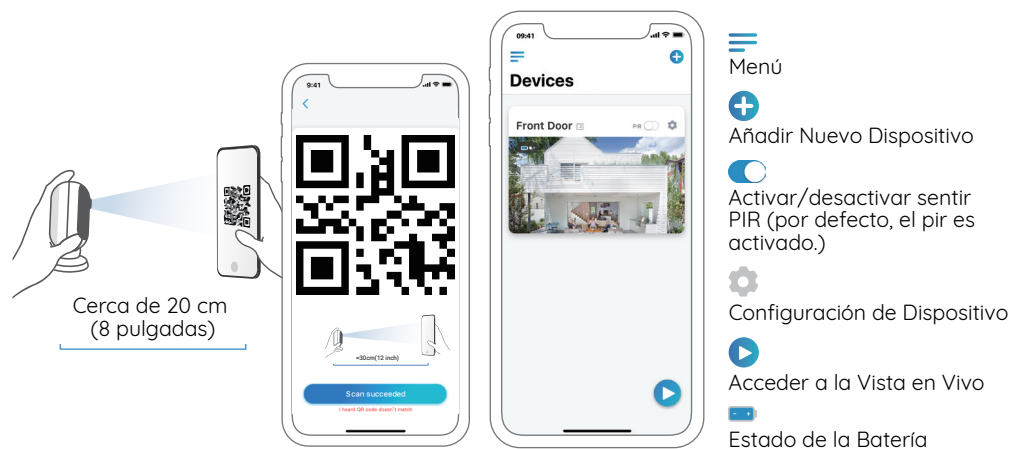 Cerca de 20 cm
(8 pulgadas)
9:41
≈30cm(12 inch)
Scan succeeded
I heard QR code doesn't match
09:41
Devices
Front Door
PIR
Menú
Añadir Nuevo Dispositivo
Activar/desactivar sentir
PIR (por defecto, el pir es
activado.)
Configuración de Dispositivo
Acceder a la Vista en Vivo
Estado de la Batería